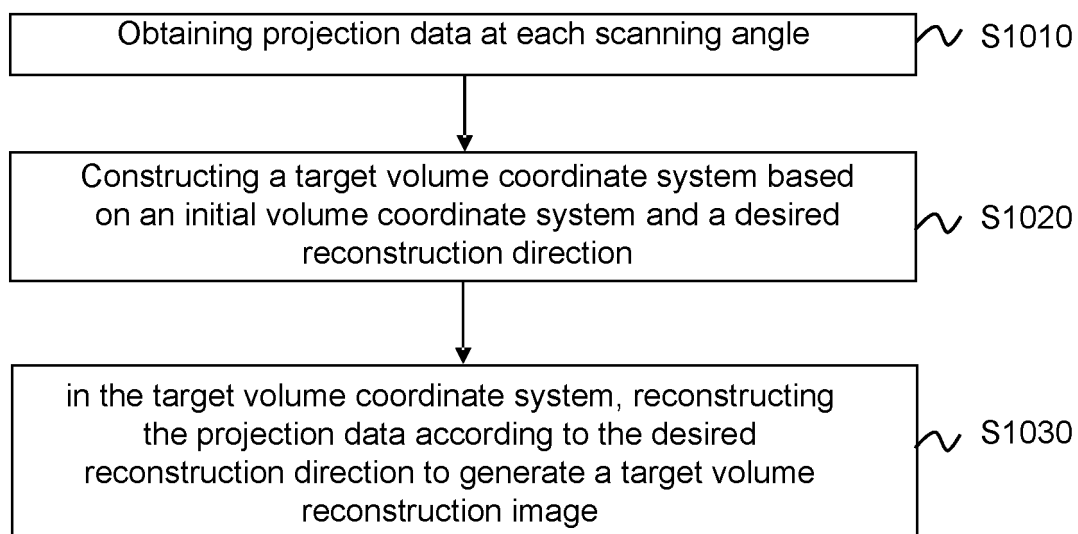 Obtaining projection data at each scanning angle
S1010
Constructing a target volume coordinate system based
on an initial volume coordinate system and a desired
reconstruction direction
S1020
in the target volume coordinate system, reconstructing
the projection data according to the desired
reconstruction direction to generate a target volume
reconstruction image
S1030